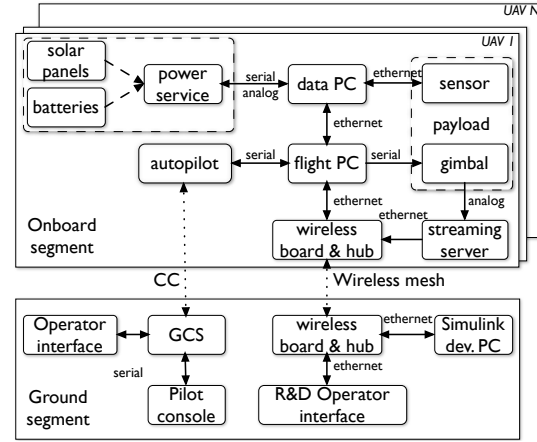 UAV N
UAV 1
solar
panels
batteries
power
service
serial
analog
data PC
ethernet
sensor
payload
ethernet
autopilot
serial
flight PC
serial
gimbal
ethernet
analog
ethernet
Onboard
segment
wireless
board & hub
streaming
server
CC
Wireless mesh
Operator
interface
GCS
wireless
board & hub
ethernet
Simulink
dev. PC
serial
ethernet
Ground
segment
Pilot
console
R&D Operator
interface